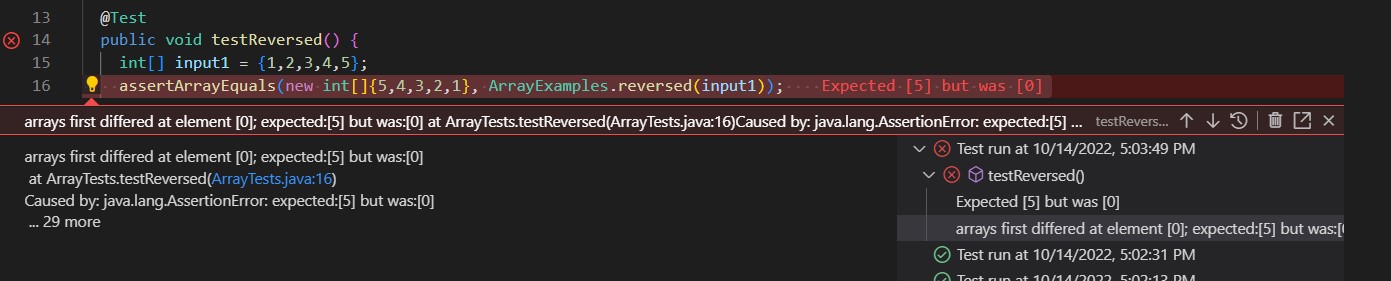 13 @Test
14 public void testReversed() {
15 int[] input1 = {1,2,3,4,5};
16 assertArrayEquals(new int[]{5,4,3,2,1}, ArrayExamples.reversed(input1)); Expected [5] but was [0]
arrays first differed at element [0]; expected:[5] but was:[0] at ArrayTests.testReversed(ArrayTests.java:16)Caused by: java.lang.AssertionError: expected:[5] ... testRevers...
arrays first differed at element [0]; expected:[5] but was:[0]
at ArrayTests.testReversed(ArrayTests.java:16)
Caused by: java.lang.AssertionError: expected:[5] but was:[0]
... 29 more
Test run at 10/14/2022, 5:03:49 PM
testReversed()
Expected [5] but was [0]
arrays first differed at element [0]; expected:[5] but was:[0
Test run at 10/14/2022, 5:02:31 PM
Test run at 10/14/2022, 5:02:13 PM